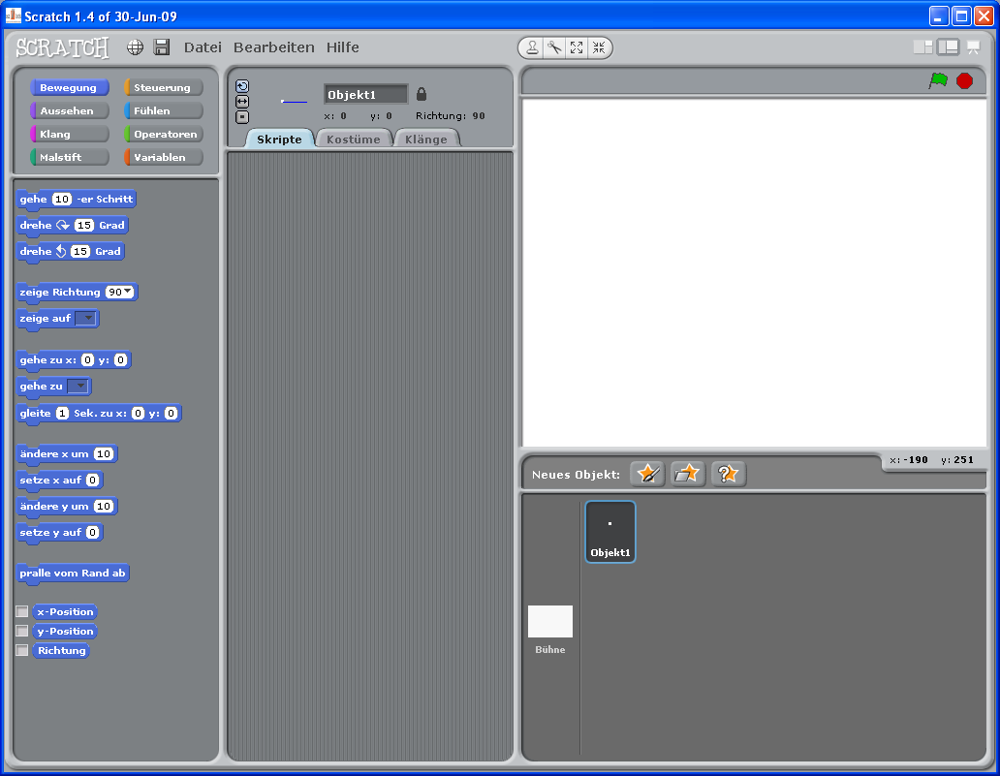 Scratch 1.4 of 30-Jun-09
SCRATCH Datei Bearbeiten Hilfe
Bewegung Steuerung
Aussehen Fühlen
Klang Operatoren
Malstift Variablen
gehe 10 -er Schritt
drehe 15 Grad
drehe 15 Grad
zeige Richtung 90
zeige auf
gehe zu x: 0 y: 0
gehe zu
gleite 1 Sek. zu x: 0 y: 0
ändere x um 10
setze x auf 0
ändere y um 10
setze y auf 0
pralle vom Rand ab
x-Position
y-Position
Richtung
Objekt1
x: 0 y: 0 Richtung: 90
Skripte Kostüme Klänge
x: -190 y: 251
Neues Objekt:
Objekt1
Bühne